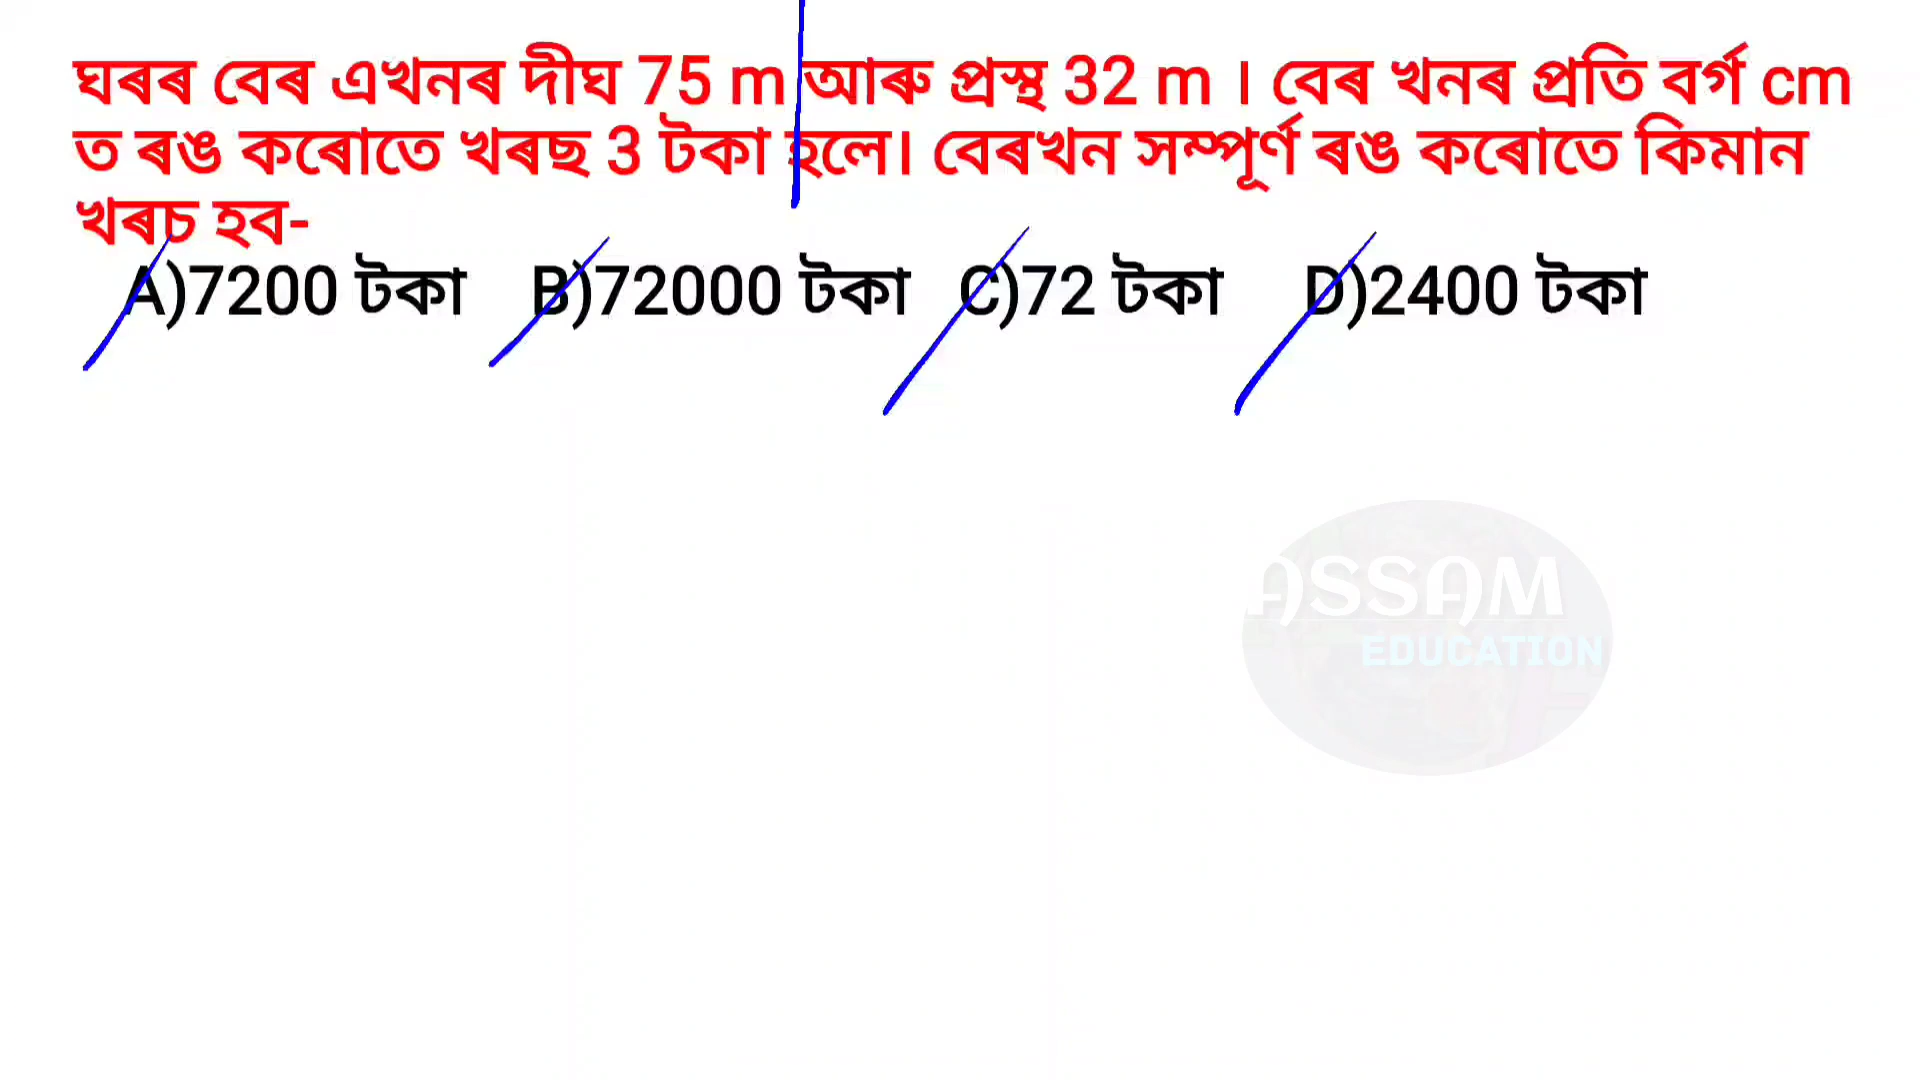 ঘৰৰ বেৰ এখনৰ দীঘ 75 m আৰু প্ৰস্থ 32 m । বেৰ খনৰ প্ৰতি বৰ্গ cm
ত ৰঙ কৰোতে খৰছ 3 টকা হলে। বেৰখন সম্পূৰ্ণ ৰঙ কৰোতে কিমান
খৰচ হব-
A)7200 টকা B)72000 টকা C)72 টকা D)2400 টকা
ASSAM
EDUCATION